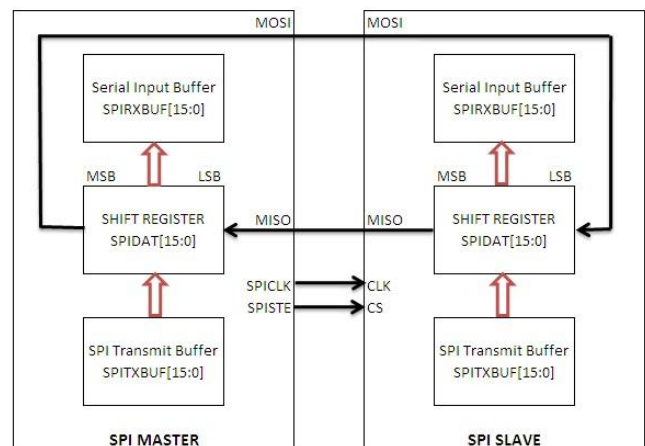 MOSI
MOSI
Serial Input Buffer
SPIRXBUF[15:0]
Serial Input Buffer
SPIRXBUF[15:0]
MSB
LSB
MSB
LSB
SHIFT REGISTER
SPIDAT[15:0]
MISO
MISO
SHIFT REGISTER
SPIDAT[15:0]
SPICLK
CLK
SPISTE
CS
SPI Transmit Buffer
SPITXBUF[15:0]
SPI Transmit Buffer
SPITXBUF[15:0]
SPI MASTER
SPI SLAVE